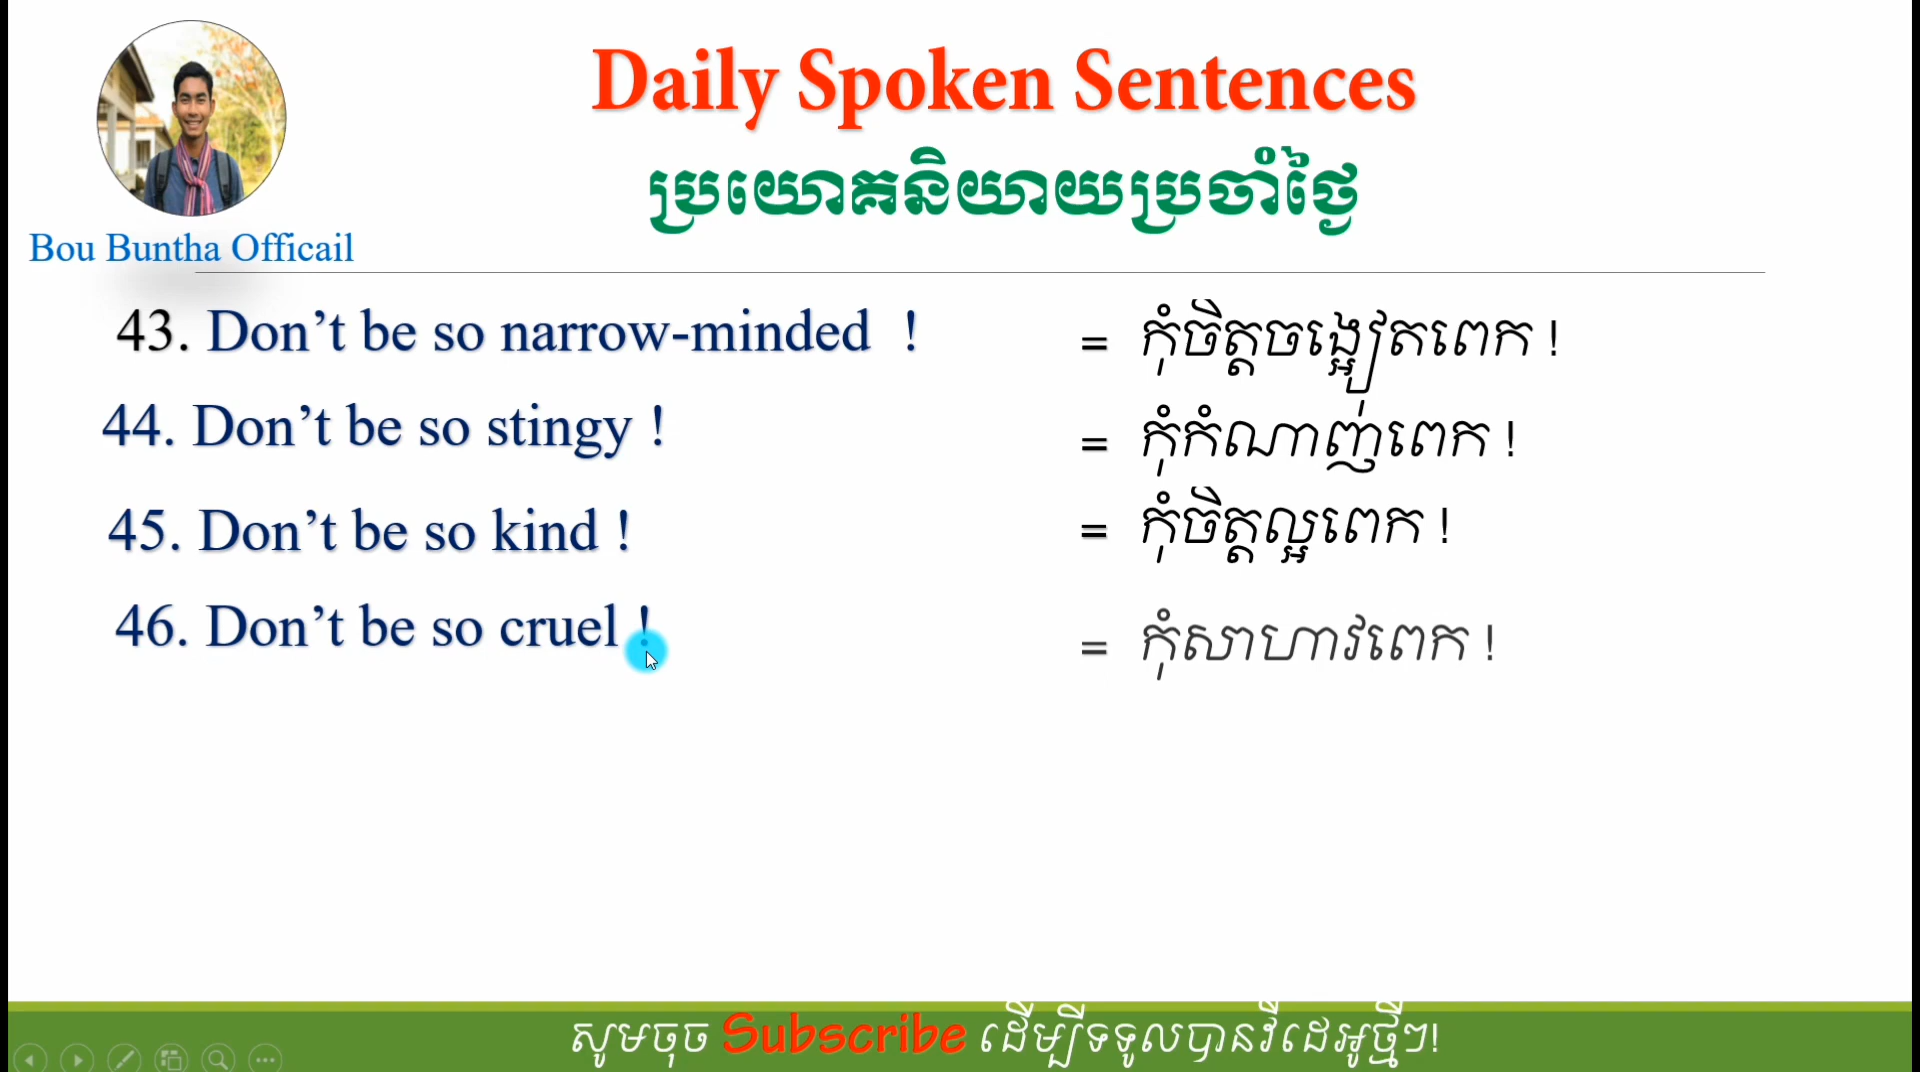 Daily Spoken Sentences
ប្រយោគនិយាយប្រចាំថ្ងៃ
Bou Buntha Officail
43. Don’t be so narrow-minded ! = កុំចិត្តចង្អៀតពេក !
44. Don’t be so stingy ! = កុំកំណាញ់ពេក !
45. Don’t be so kind ! = កុំចិត្តល្អពេក !
46. Don’t be so cruel ! = កុំសាហាវពេក !
សូមចុច Subscribe ដើម្បីទទួលបានវីដេអូថ្មីៗ!